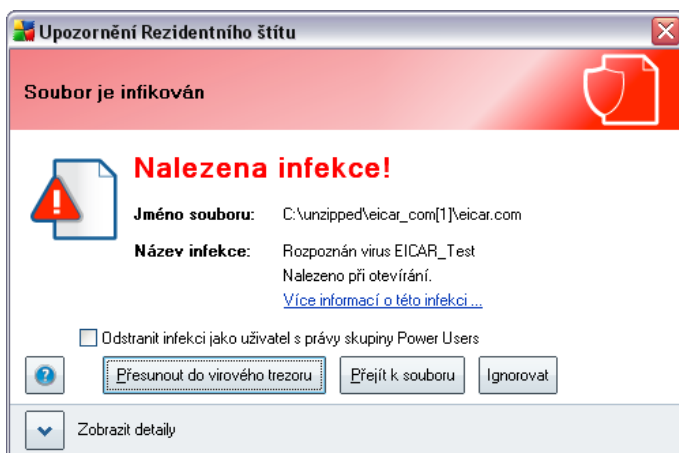 Upozornění Rezidentního štítu
Soubor je infikován
Nalezena infekce!
Jméno souboru: C:\unzipped\eicar_com[1]\eicar.com
Název infekce: Rozpoznán virus EICAR_Test
Nalezeno při otevírání.
Více informací o této infekci ...
Odstranit infekci jako uživatel s právy skupiny Power Users
Přesunout do virového trezoru Přejít k souboru Ignorovat
Zobrazit detaily